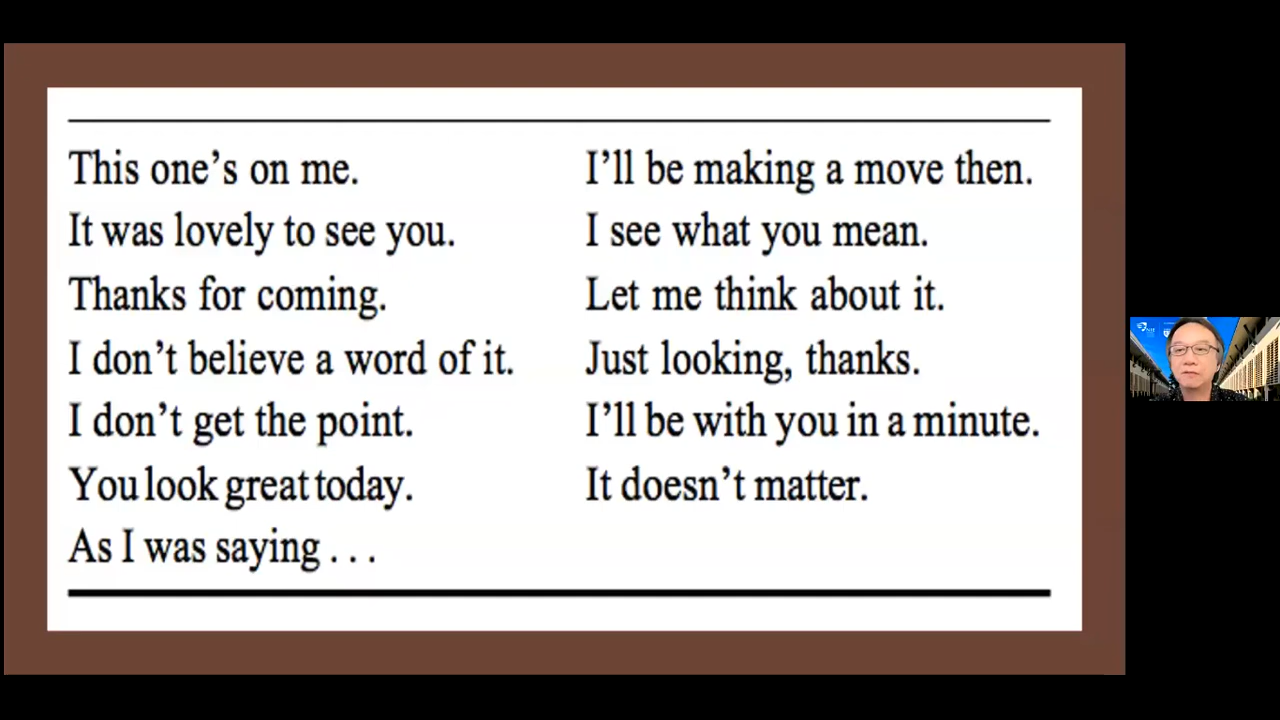 This one's on me.
It was lovely to see you.
Thanks for coming.
I don't believe a word of it.
I don't get the point.
You look great today.
As I was saying . . .
I'll be making a move then.
I see what you mean.
Let me think about it.
Just looking, thanks.
I'll be with you in a minute.
It doesn't matter.